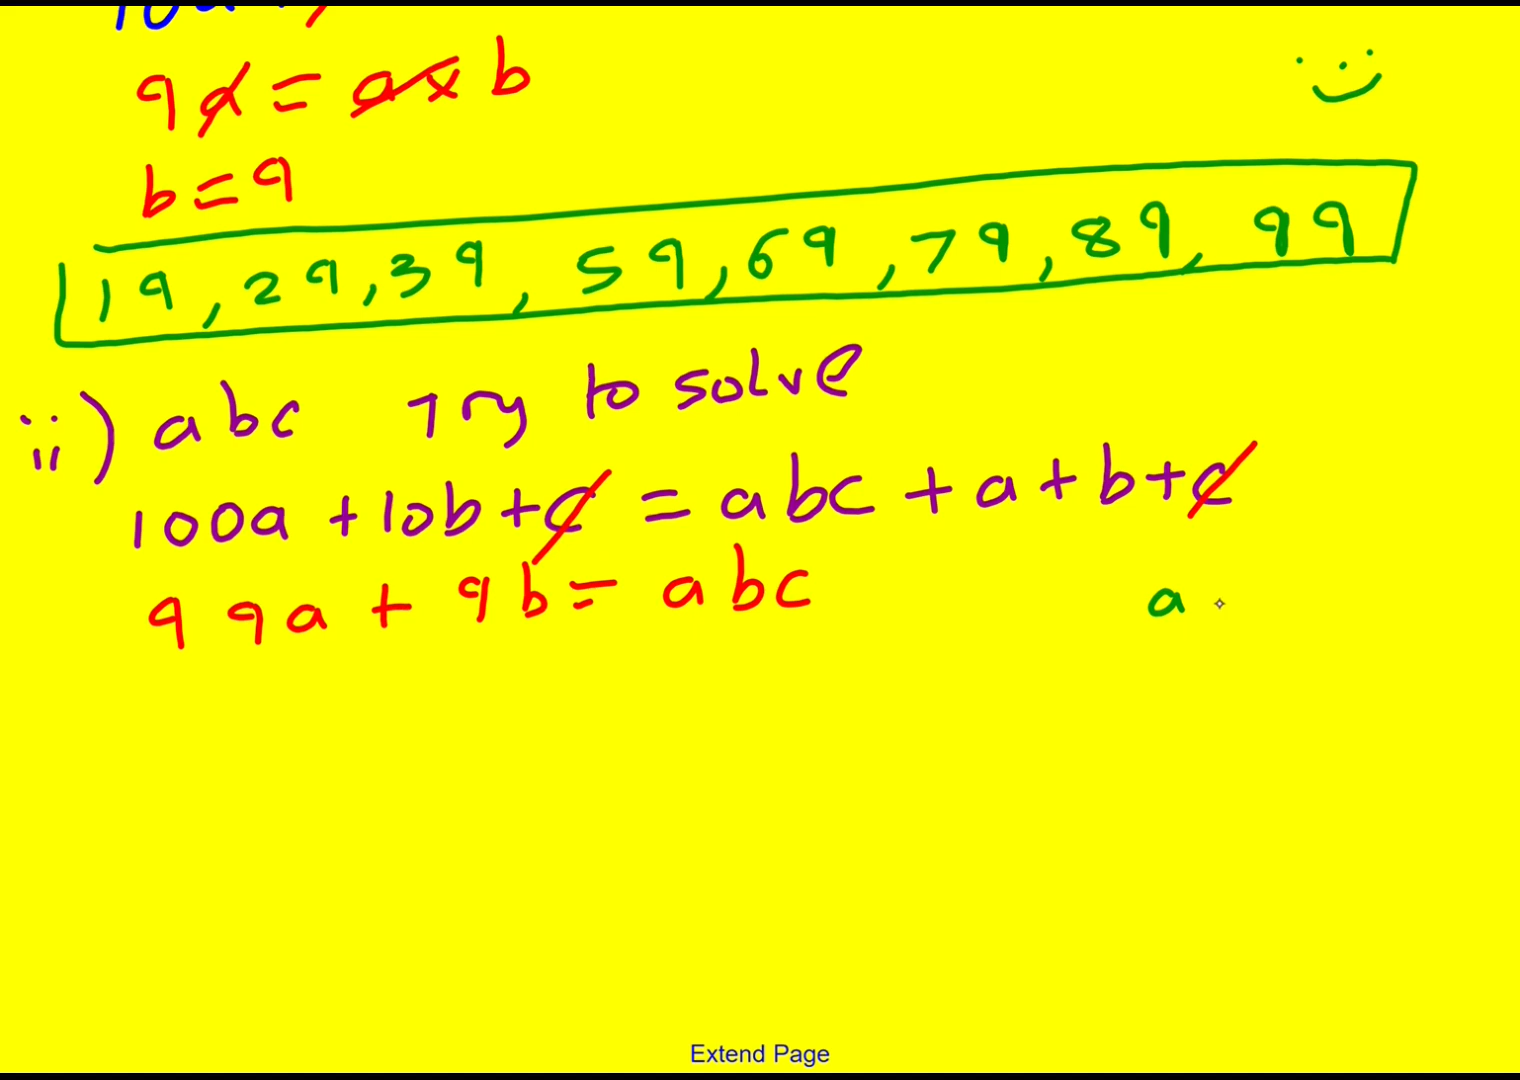 9a = a x b
b = 9
19, 29, 39, 59, 69, 79, 89, 99
ii) abc Try to solve
100a + 10b + c = abc + a + b + c
99a + 9b = abc
a
Extend Page